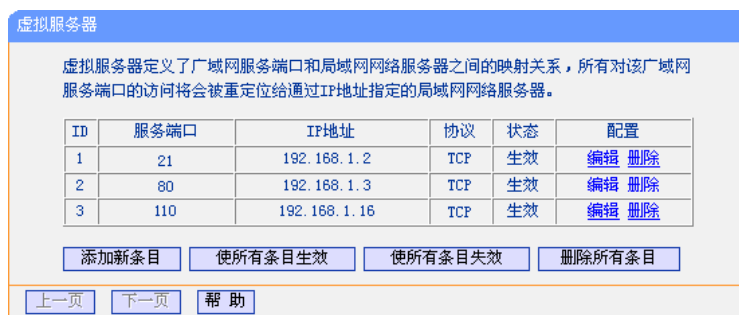 虚拟服务器
虚拟服务器定义了广域网服务端口和局域网网络服务器之间的映射关系，所有对该广域网
服务端口的访问将会被重定位给通过IP地址指定的局域网网络服务器。
ID 服务端口 IP地址 协议 状态 配置
1 21 192.168.1.2 TCP 生效 编辑 删除
2 80 192.168.1.3 TCP 生效 编辑 删除
3 110 192.168.1.16 TCP 生效 编辑 删除
添加新条目 使所有条目生效 使所有条目失效 删除所有条目
上一页 下一页 帮 助